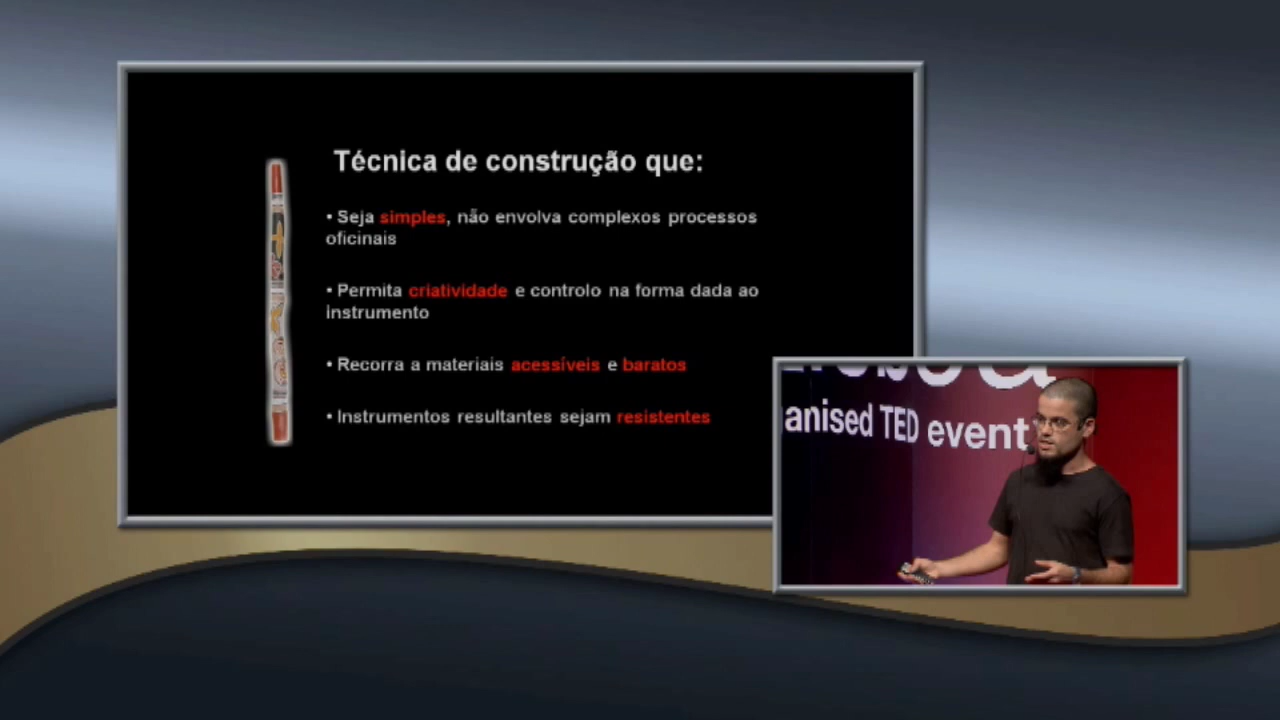 Técnica de construção que:
• Seja simples, não envolva complexos processos
oficinais
• Permita criatividade e controlo na forma dada ao
instrumento
• Recorra a materiais acessíveis e baratos
• Instrumentos resultantes sejam resistentes
anised TED event